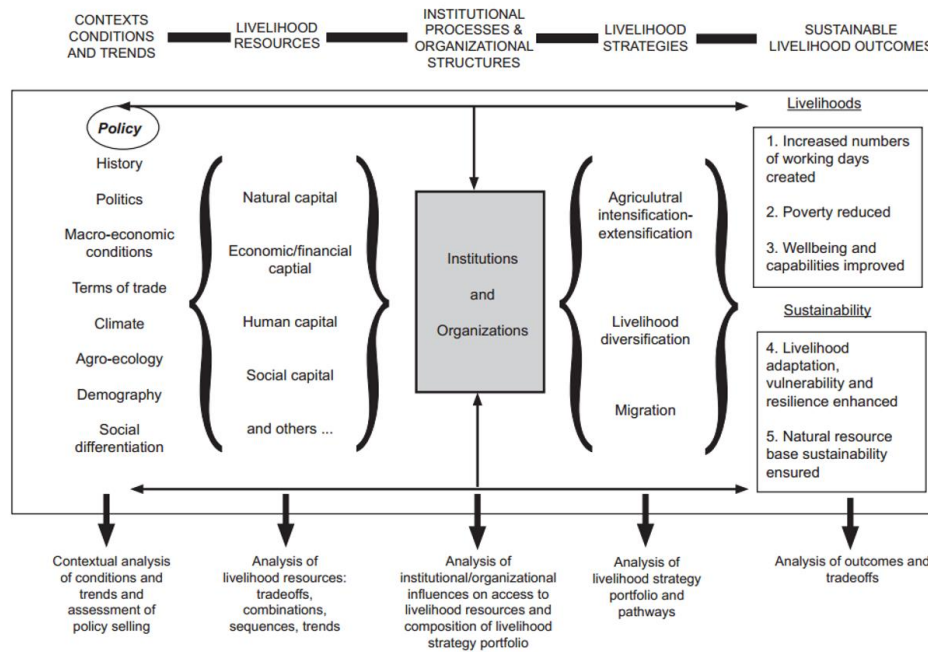 CONTEXTS
CONDITIONS
AND TRENDS
LIVELIHOOD
RESOURCES
INSTITUTIONAL
PROCESSES &
ORGANIZATIONAL
STRUCTURES
LIVELIHOOD
STRATEGIES
SUSTAINABLE
LIVELIHOOD OUTCOMES
Policy
History
Politics
Macro-economic
conditions
Terms of trade
Climate
Agro-ecology
Demography
Social
differentiation
Natural capital
Economic/financial
captial
Human capital
Social capital
and others ...
Institutions
and
Organizations
Agriculutral
intensification-
extensification
Livelihood
diversification
Migration
Livelihoods
1. Increased numbers
of working days
created
2. Poverty reduced
3. Wellbeing and
capabilities improved
Sustainability
4. Livelihood
adaptation,
vulnerability and
resilience enhanced
5. Natural resource
base sustainability
ensured
Contextual analysis
of conditions and
trends and
assessment of
policy selling
Analysis of
livelihood resources:
tradeoffs,
combinations,
sequences, trends
Analysis of
institutional/organizational
influences on access to
livelihood resources and
composition of livelihood
strategy portfolio
Analysis of
livelihood strategy
portfolio and
pathways
Analysis of outcomes and
tradeoffs